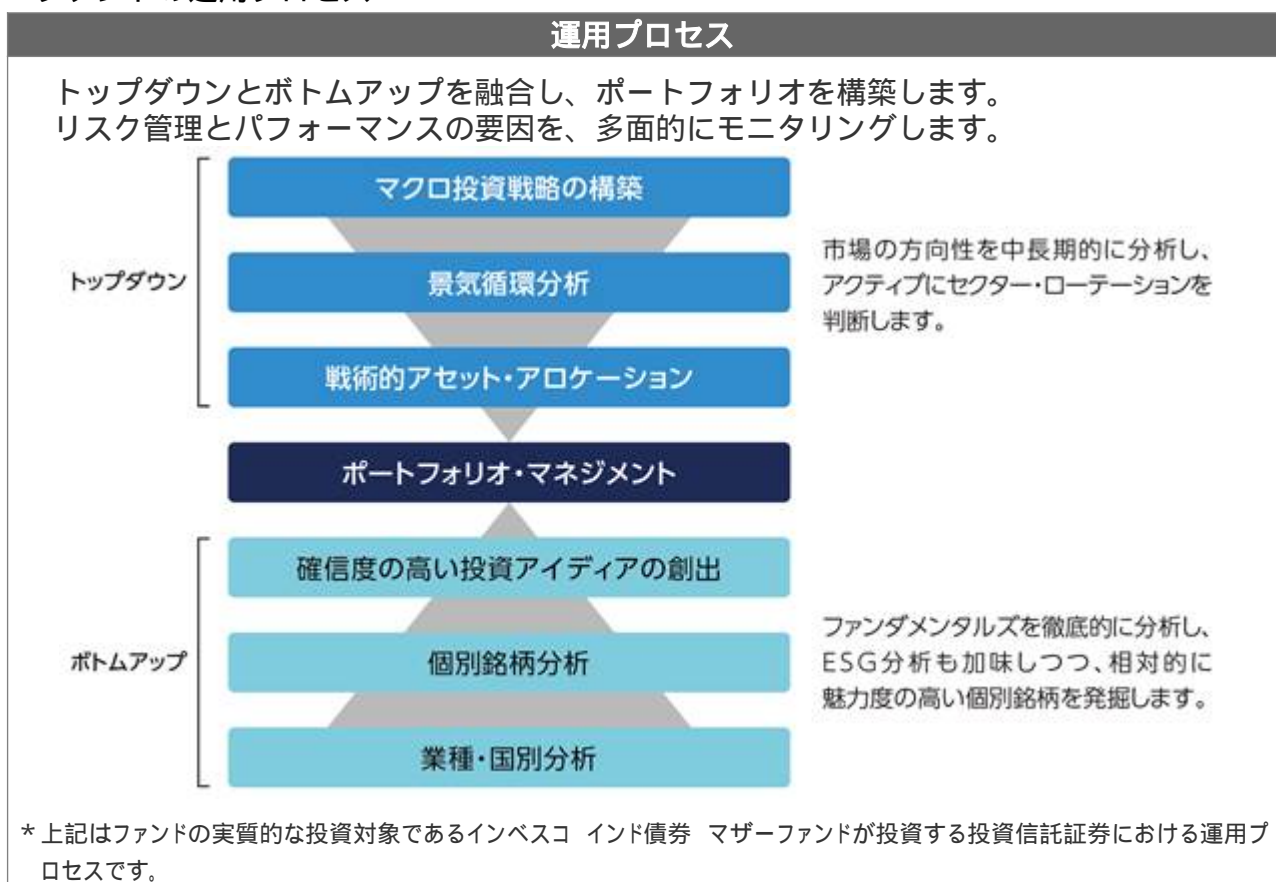 運用プロセス
トップダウンとボトムアップを融合し、ポートフォリオを構築します。
リスク管理とパフォーマンスの要因を、多面的にモニタリングします。
トップダウン
マクロ投資戦略の構築
景気循環分析
戦術的アセット・アロケーション
市場の方向性を中長期的に分析し、
アクティブにセクター・ローテーションを
判断します。
ポートフォリオ・マネジメント
ボトムアップ
確信度の高い投資アイディアの創出
個別銘柄分析
業種・国別分析
ファンダメンタルズを徹底的に分析し、
ESG分析も加味しつつ、相対的に
魅力度の高い個別銘柄を発掘します。
*上記はファンドの実質的な投資対象であるインベスコ インド債券 マザーファンドが投資する投資信託証券における運用プ
ロセスです。